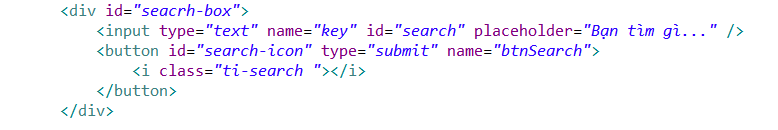 <div id="seacrh-box">
<input type="text" name="key" id="search" placeholder="Bạn tìm gì..." />
<button id="search-icon" type="submit" name="btnSearch">
<i class="ti-search "></i>
</button>
</div>